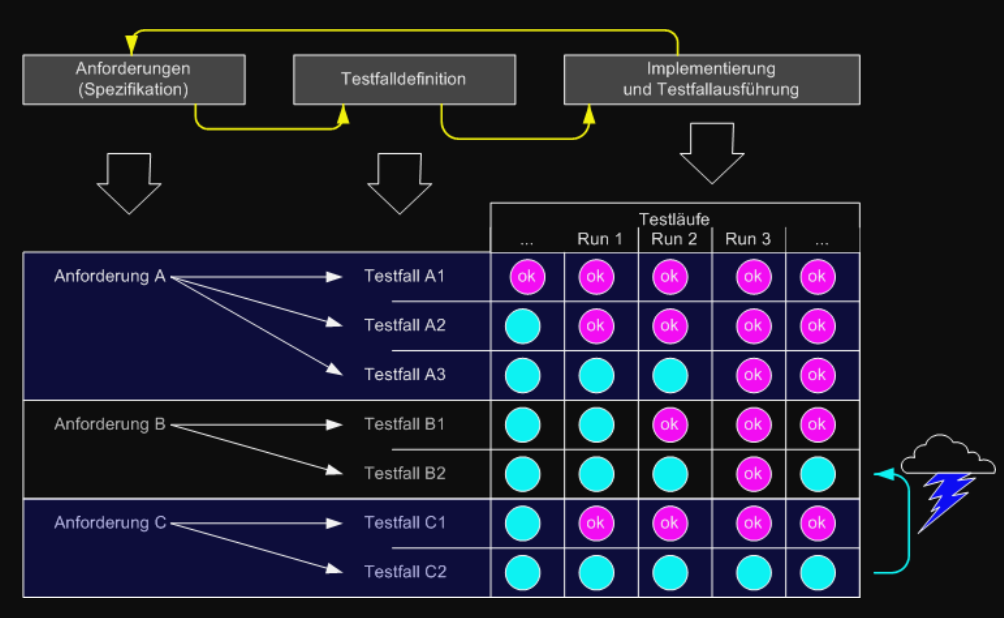 Anforderungen
(Spezifikation)
Testfalldefinition
Implementierung
und Testfallausführung
Testläufe
... Run 1 Run 2 Run 3 ...
Anforderung A Testfall A1 ok ok ok ok ok
Testfall A2 ok ok ok ok
Testfall A3 ok ok
Anforderung B Testfall B1 ok ok ok
Testfall B2 ok
Anforderung C Testfall C1 ok ok ok ok
Testfall C2